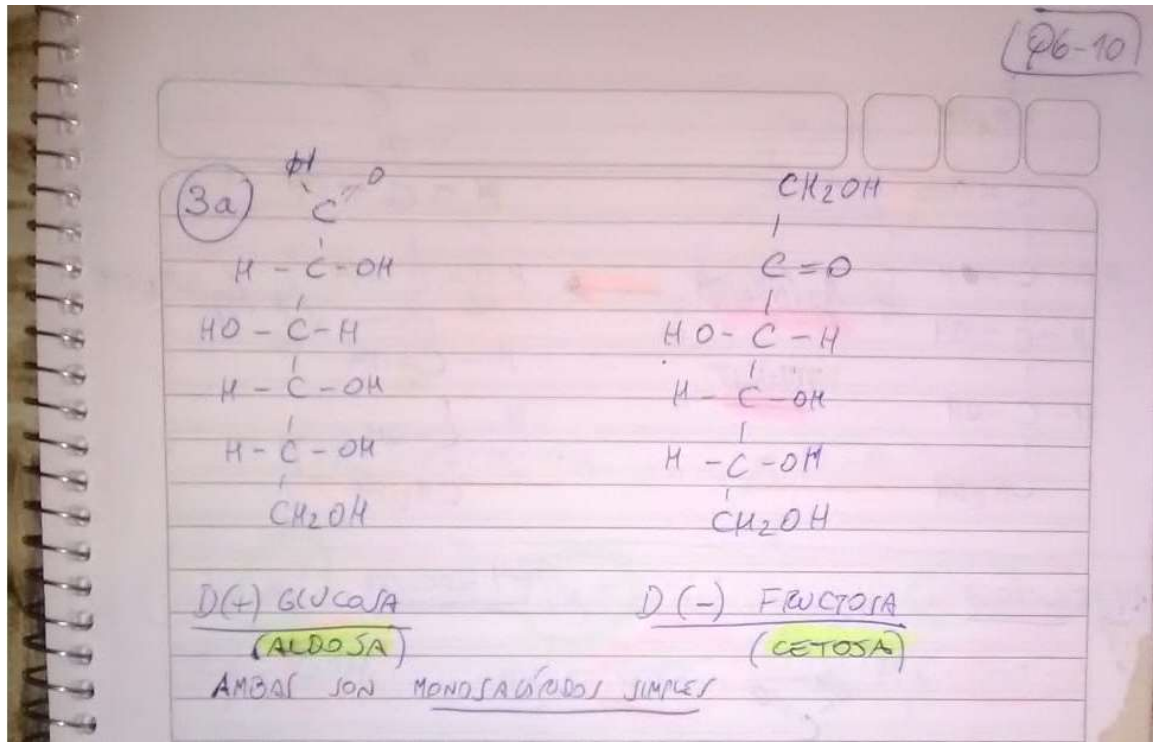 Q6-10
3a
H O CH2OH
C
H - C - OH C = O
HO - C - H HO - C - H
H - C - OH H - C - OH
H - C - OH H - C - OH
CH2OH CH2OH
D(+) GLUCOSA D(-) FRUCTOSA
(ALDOSA) (CETOSA)
AMBAS SON MONOSACÁRIDOS SIMPLES